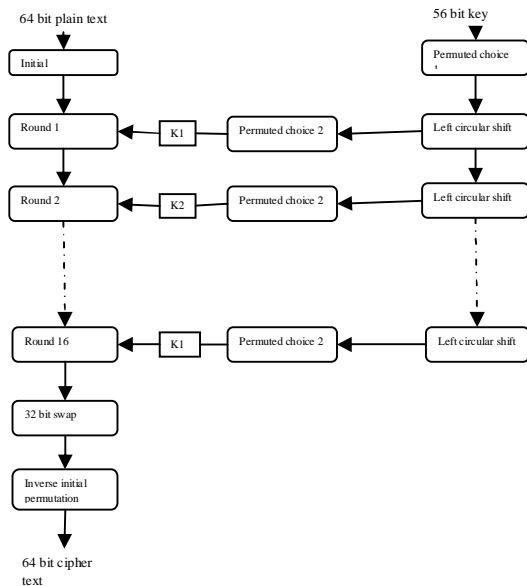 64 bit plain text
56 bit key
Initial
Permuted choice
Round 1
K1
Permuted choice 2
Left circular shift
Round 2
K2
Permuted choice 2
Left circular shift
Round 16
K1
Permuted choice 2
Left circular shift
32 bit swap
Inverse initial
permutation
64 bit cipher
text